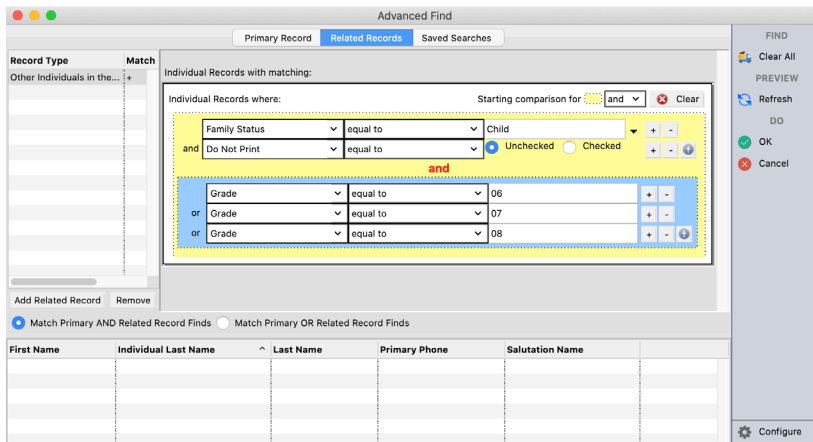 Advanced Find
Primary Record Related Records Saved Searches
Record Type Match
Other Individuals in the... +
Individual Records with matching:
Individual Records where: Starting comparison for and Clear
Family Status equal to Child + -
and Do Not Print equal to Unchecked Checked + -
and
Grade equal to 06 + -
or Grade equal to 07 + -
or Grade equal to 08 + -
Add Related Record Remove
Match Primary AND Related Record Finds Match Primary OR Related Record Finds
First Name Individual Last Name Last Name Primary Phone Salutation Name
FIND
Clear All
PREVIEW
Refresh
DO
OK
Cancel
Configure